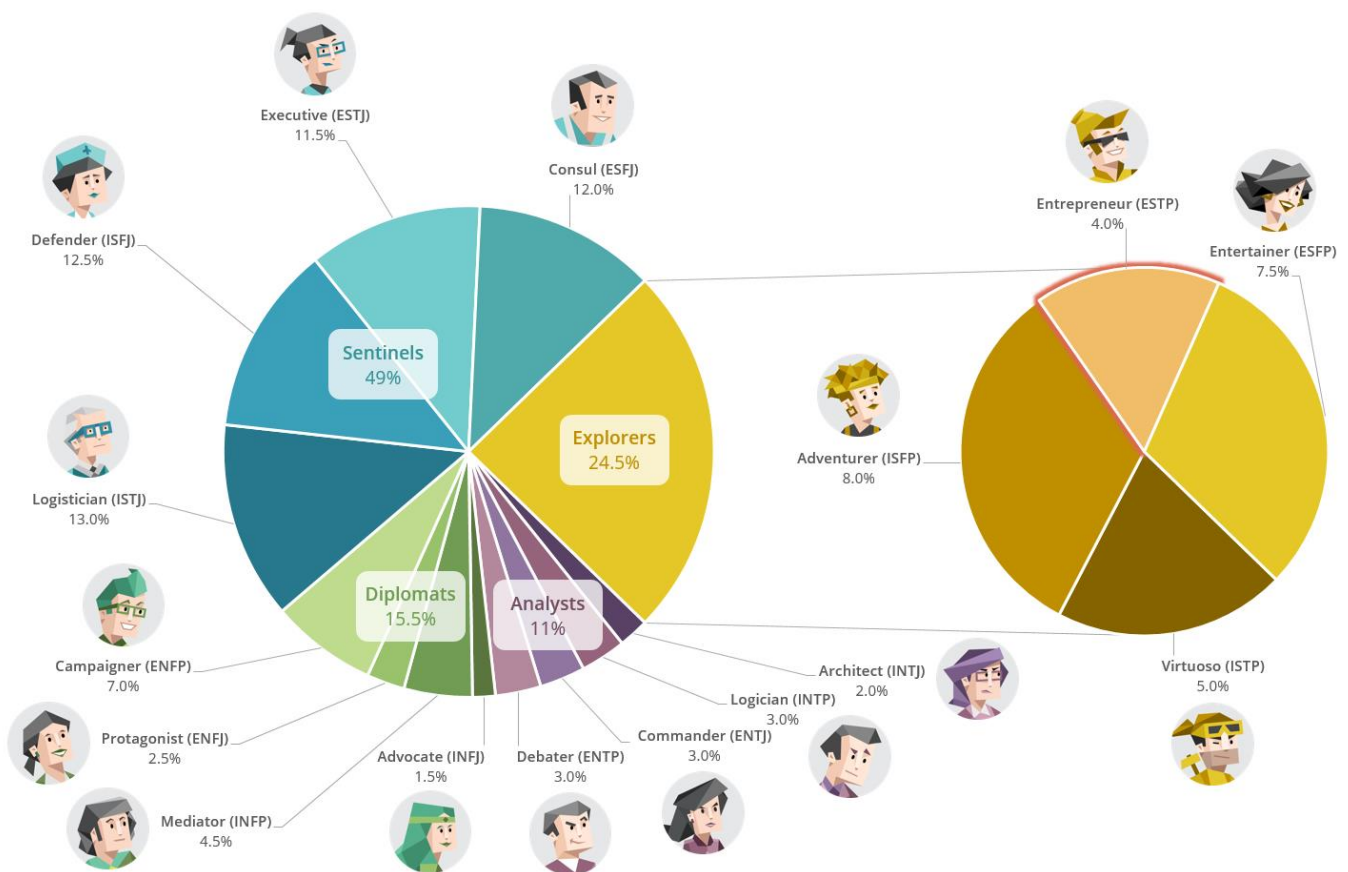 Executive (ESTJ)
11.5%
Consul (ESFJ)
12.0%
Defender (ISFJ)
12.5%
Entrepreneur (ESTP)
4.0%
Entertainer (ESFP)
7.5%
Sentinels
49%
Explorers
24.5%
Adventurer (ISFP)
8.0%
Logistician (ISTJ)
13.0%
Diplomats
15.5%
Analysts
11%
Campaigner (ENFP)
7.0%
Architect (INTJ)
2.0%
Virtuoso (ISTP)
5.0%
Logician (INTP)
3.0%
Protagonist (ENFJ)
2.5%
Commander (ENTJ)
3.0%
Advocate (INFJ)
1.5%
Debater (ENTP)
3.0%
Mediator (INFP)
4.5%